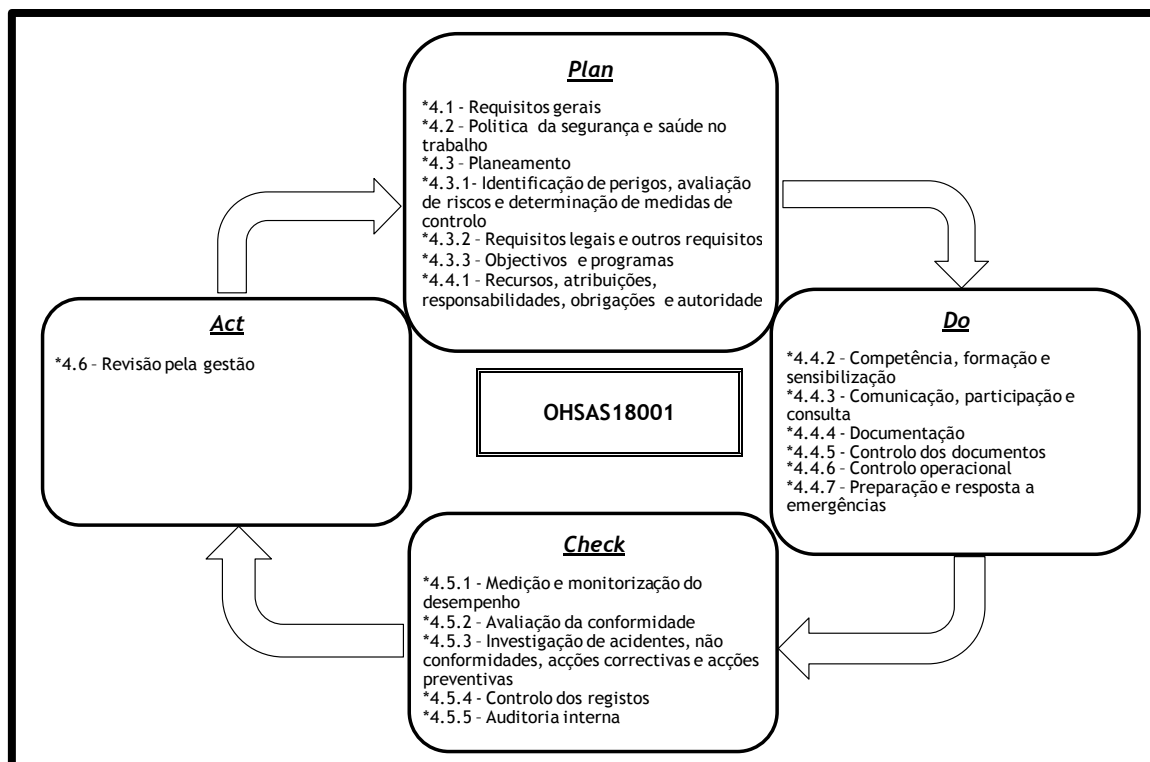 Plan
*4.1 - Requisitos gerais
*4.2 – Politica da segurança e saúde no
trabalho
*4.3 – Planeamento
*4.3.1- Identificação de perigos, avaliação
de riscos e determinação de medidas de
controlo
*4.3.2 – Requisitos legais e outros requisitos
*4.3.3 – Objectivos e programas
*4.4.1 – Recursos, atribuições,
responsabilidades, obrigações e autoridade
Act
*4.6 – Revisão pela gestão
OHSAS18001
Do
*4.4.2 – Competência, formação e
sensibilização
*4.4.3 – Comunicação, participação e
consulta
*4.4.4 – Documentação
*4.4.5 – Controlo dos documentos
*4.4.6 – Controlo operacional
*4.4.7 – Preparação e resposta a
emergências
Check
*4.5.1 - Medição e monitorização do
desempenho
*4.5.2 – Avaliação da conformidade
*4.5.3 – Investigação de acidentes, não
conformidades, acções correctivas e acções
preventivas
*4.5.4 – Controlo dos registos
*4.5.5 – Auditoria interna